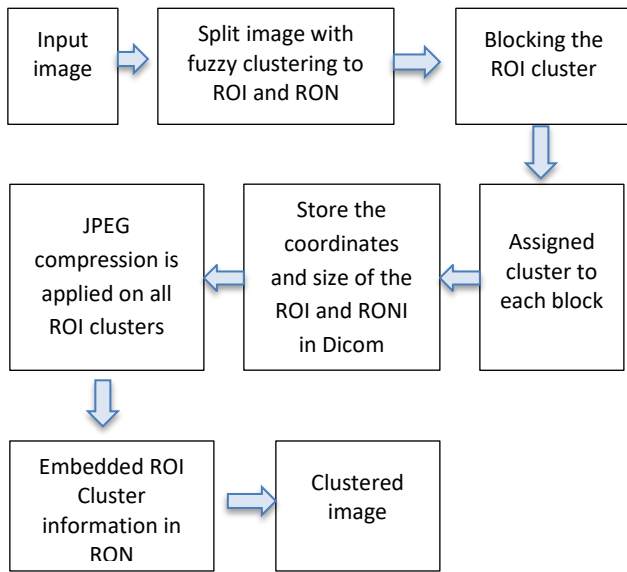 Input
image
Split image with
fuzzy clustering to
ROI and RON
Blocking the
ROI cluster
Assigned
cluster to
each block
Store the
coordinates
and size of the
ROI and RONI
in Dicom
JPEG
compression is
applied on all
ROI clusters
Embedded ROI
Cluster
information in
RON
Clustered
image